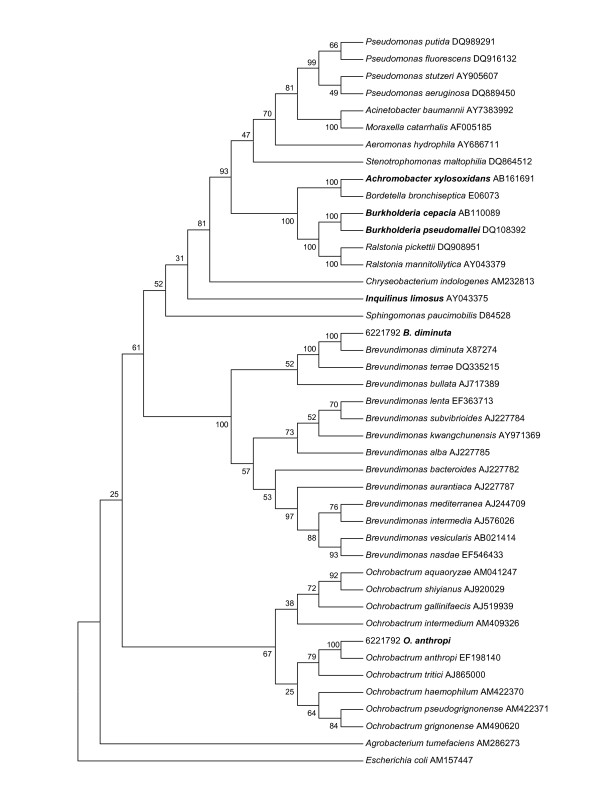 66 Pseudomonas putida DQ989291
99 Pseudomonas fluorescens DQ916132
Pseudomonas stutzeri AY905607
81 49 Pseudomonas aeruginosa DQ889450
70 Acinetobacter baumannii AY7383992
100 Moraxella catarrhalis AF005185
47 Aeromonas hydrophila AY686711
Stenotrophomonas maltophilia DQ864512
93 100 Achromobacter xylosoxidans AB161691
Bordetella bronchiseptica E06073
100 100 Burkholderia cepacia AB110089
81 Burkholderia pseudomallei DQ108392
100 Ralstonia pickettii DQ908951
31 100 Ralstonia mannitolilytica AY043379
Chryseobacterium indologenes AM232813
52 Inquilinus limosus AY043375
Sphingomonas paucimobilis D84528
61 100 6221792 B. diminuta
100 Brevundimonas diminuta X87274
52 Brevundimonas terrae DQ335215
Brevundimonas bullata AJ717389
100 70 Brevundimonas lenta EF363713
52 Brevundimonas subvibrioides AJ227784
73 Brevundimonas kwangchunensis AY971369
Brevundimonas alba AJ227785
57 Brevundimonas bacteroides AJ227782
53 Brevundimonas aurantiaca AJ227787
97 76 Brevundimonas mediterranea AJ244709
Brevundimonas intermedia AJ576026
88 Brevundimonas vesicularis AB021414
25 93 Brevundimonas nasdae EF546433
92 Ochrobactrum aquaoryzae AM041247
72 Ochrobactrum shiyianus AJ920029
38 Ochrobactrum gallinifaecis AJ519939
Ochrobactrum intermedium AM409326
67 100 6221792 O. anthropi
79 Ochrobactrum anthropi EF198140
Ochrobactrum tritici AJ865000
25 Ochrobactrum haemophilum AM422370
64 Ochrobactrum pseudogrignonense AM422371
84 Ochrobactrum grignonense AM490620
Agrobacterium tumefaciens AM286273
Escherichia coli AM157447